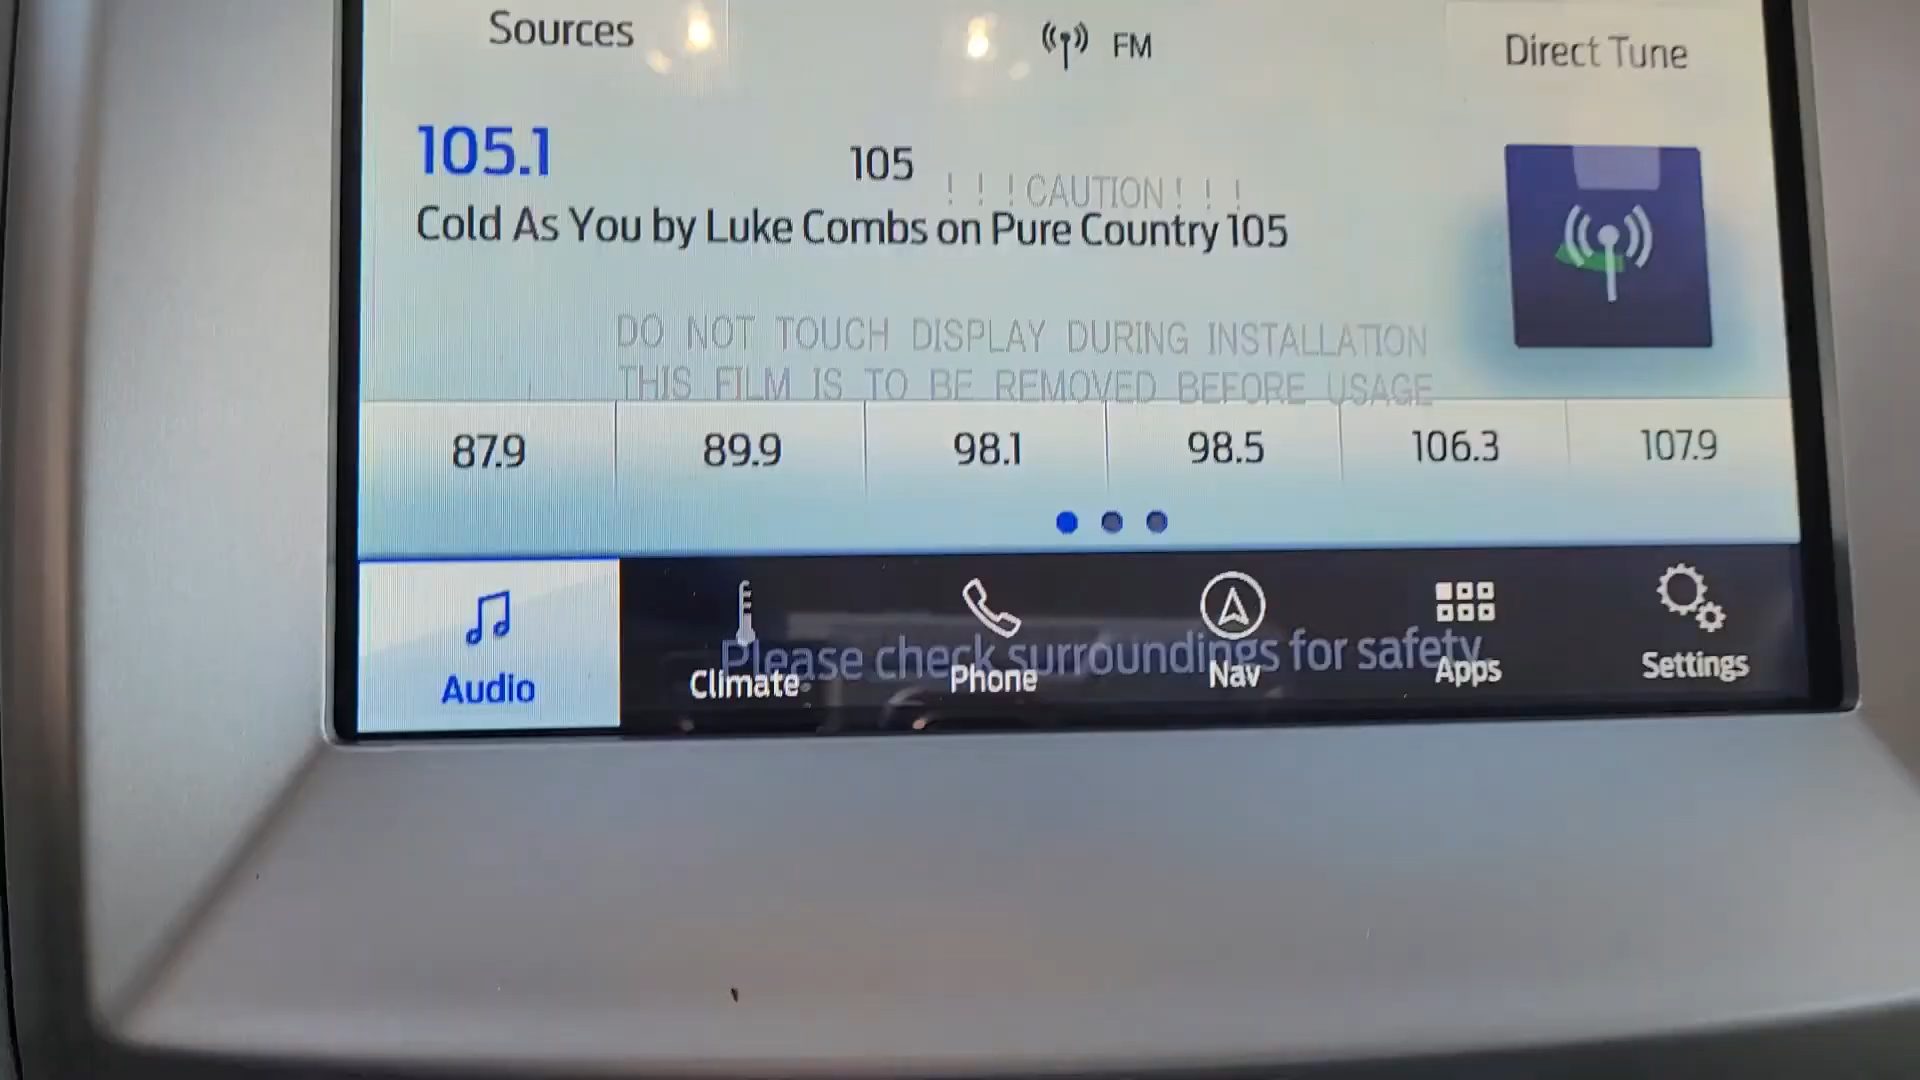 Sources
FM
Direct Tune
105.1
105
! ! ! CAUTION ! ! !
Cold As You by Luke Combs on Pure Country 105
DO NOT TOUCH DISPLAY DURING INSTALLATION
THIS FILM IS TO BE REMOVED BEFORE USAGE
87.9 89.9 98.1 98.5 106.3 107.9
Please check surroundings for safety.
Audio Climate Phone Nav Apps Settings